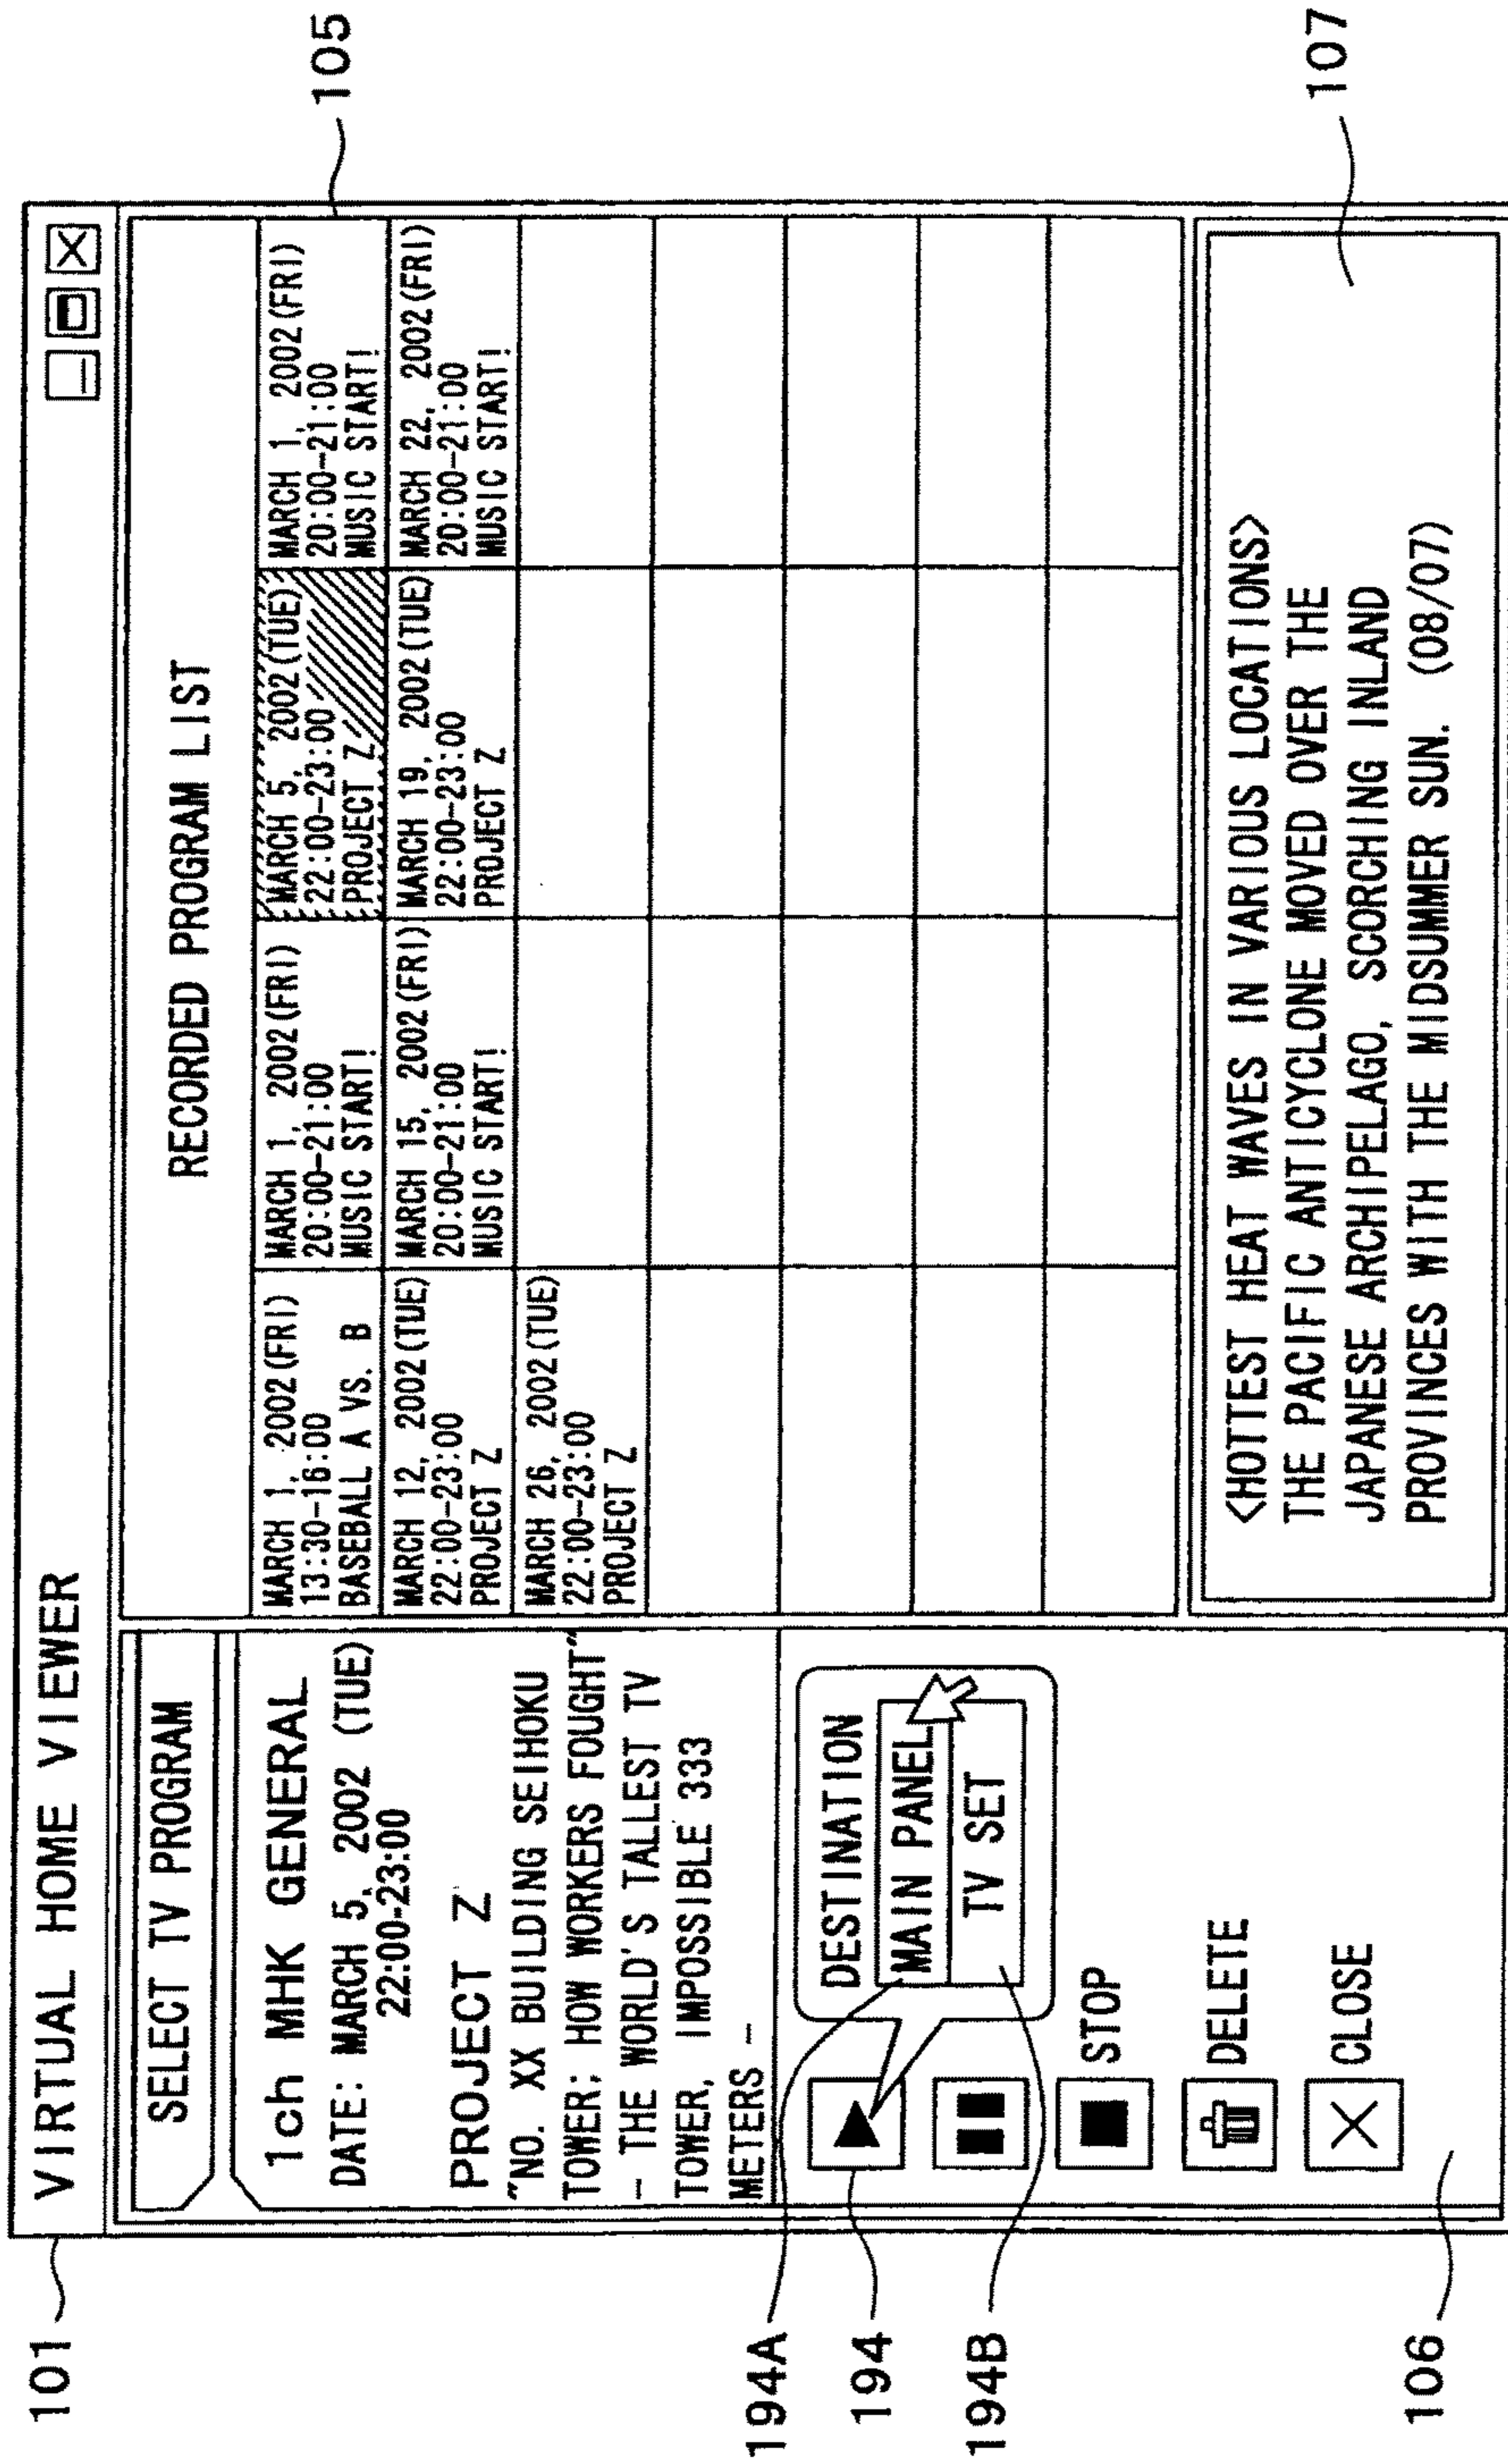 101
VIRTUAL HOME VIEWER
SELECT TV PROGRAM
1ch MHK GENERAL
DATE: MARCH 5, 2002 (TUE)
22:00-23:00
PROJECT Z
"NO. XX BUILDING SEIHOKU
TOWER; HOW WORKERS FOUGHT"
- THE WORLD'S TALLEST TV
TOWER, IMPOSSIBLE 333
METERS -
194A
194
194B
DESTINATION
MAIN PANEL
TV SET
STOP
DELETE
CLOSE
106
RECORDED PROGRAM LIST
105
MARCH 1, 2002(FRI)
13:30-16:00
BASEBALL A VS. B
MARCH 1, 2002(FRI)
20:00-21:00
MUSIC START!
MARCH 5, 2002(TUE)
22:00-23:00
PROJECT Z
MARCH 1, 2002(FRI)
20:00-21:00
MUSIC START!
MARCH 12, 2002(TUE)
22:00-23:00
PROJECT Z
MARCH 15, 2002(FRI)
20:00-21:00
MUSIC START!
MARCH 19, 2002(TUE)
22:00-23:00
PROJECT Z
MARCH 22, 2002(FRI)
20:00-21:00
MUSIC START!
MARCH 26, 2002(TUE)
22:00-23:00
PROJECT Z
<HOTTEST HEAT WAVES IN VARIOUS LOCATIONS>
THE PACIFIC ANTICYCLONE MOVED OVER THE
JAPANESE ARCHIPELAGO, SCORCHING INLAND
PROVINCES WITH THE MIDSUMMER SUN. (08/07)
107